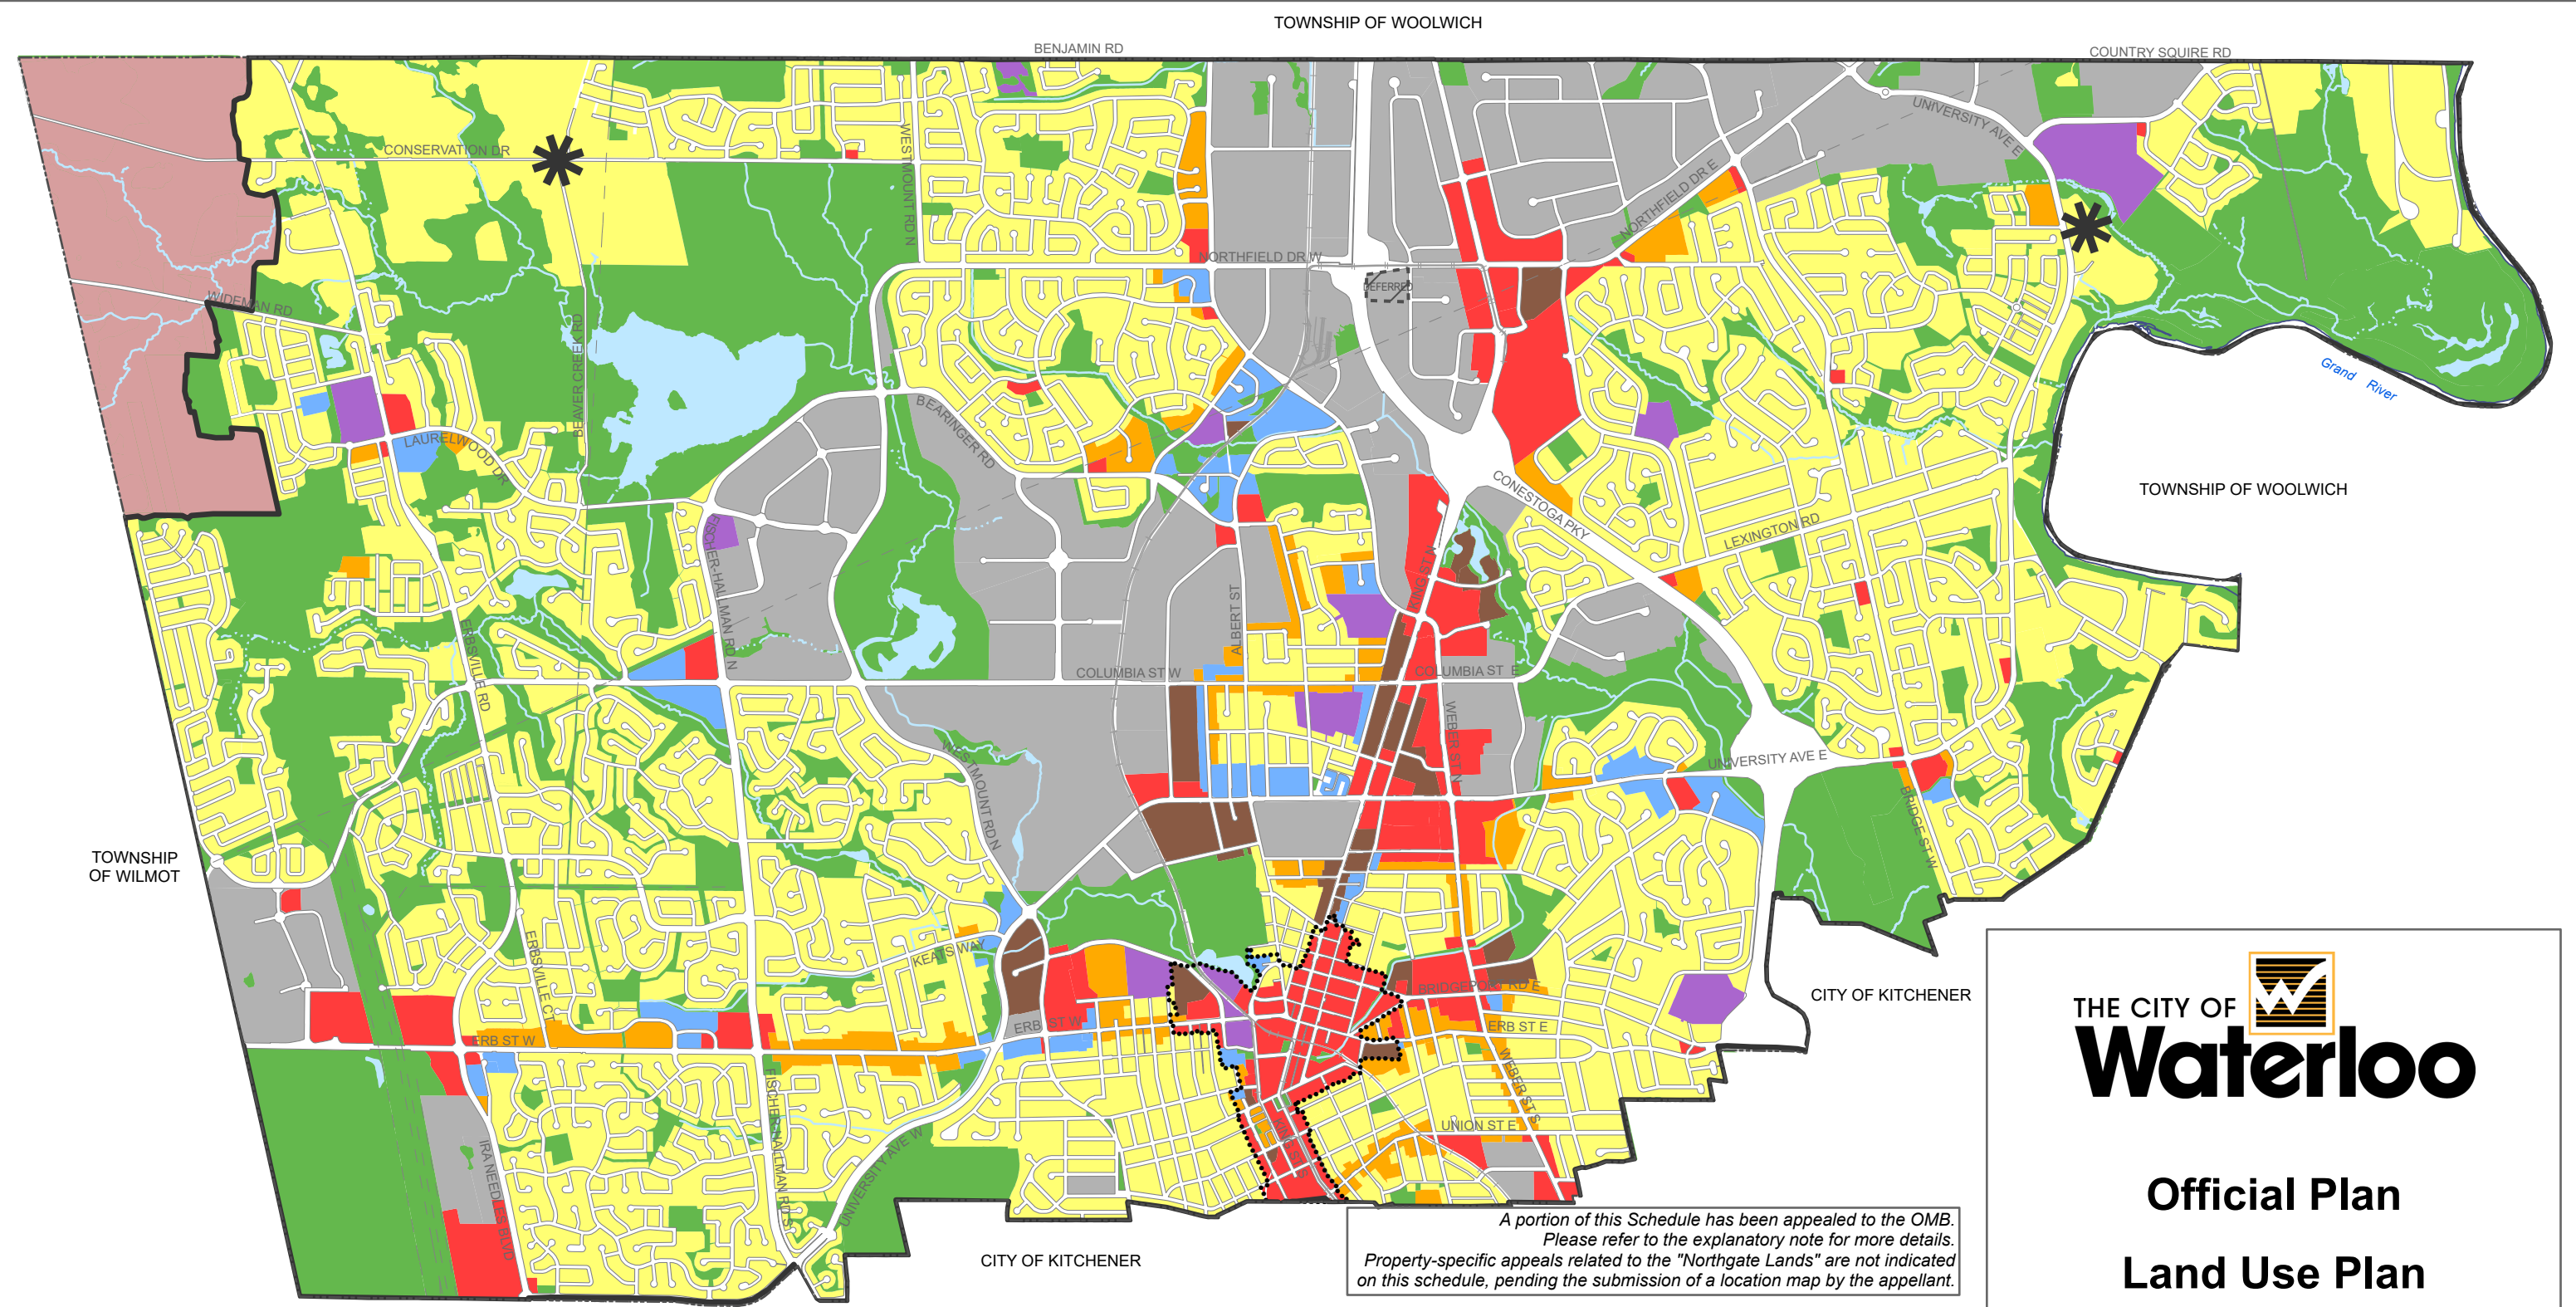 TOWNSHIP OF WOOLWICH
BENJAMIN RD
COUNTRY SQUIRE RD
UNIVERSITY AVE E
CONSERVATION DR
WESTMOUNT RD N
NORTHFIELD DR E
NORTHFIELD DR W
DEFERRED
WIDEMAN RD
BEAVER CREEK RD
Grand River
BEARINGER RD
LAURELWOOD DR
CONESTOGA PKY
TOWNSHIP OF WOOLWICH
LEXINGTON RD
FISCHER-HALLMAN RD N
KING ST N
ALBERT ST
ERBSVILLE RD
COLUMBIA ST W
COLUMBIA ST E
WEBER ST N
WESTMOUNT RD N
UNIVERSITY AVE E
BRIDGE ST W
TOWNSHIP
OF WILMOT
KEATS WAY
ERBSVILLE CT
BRIDGEPORT RD E
CITY OF KITCHENER
ERB ST W
ERB ST E
ERB ST W
WEBER ST S
FISCHER-HALLMAN RD S
UNIVERSITY AVE W
UNION ST E
KING ST S
IRA NEEDLES BLVD
CITY OF KITCHENER
A portion of this Schedule has been appealed to the OMB.
Please refer to the explanatory note for more details.
Property-specific appeals related to the "Northgate Lands" are not indicated
on this schedule, pending the submission of a location map by the appellant.
THE CITY OF
Waterloo
Official Plan
Land Use Plan